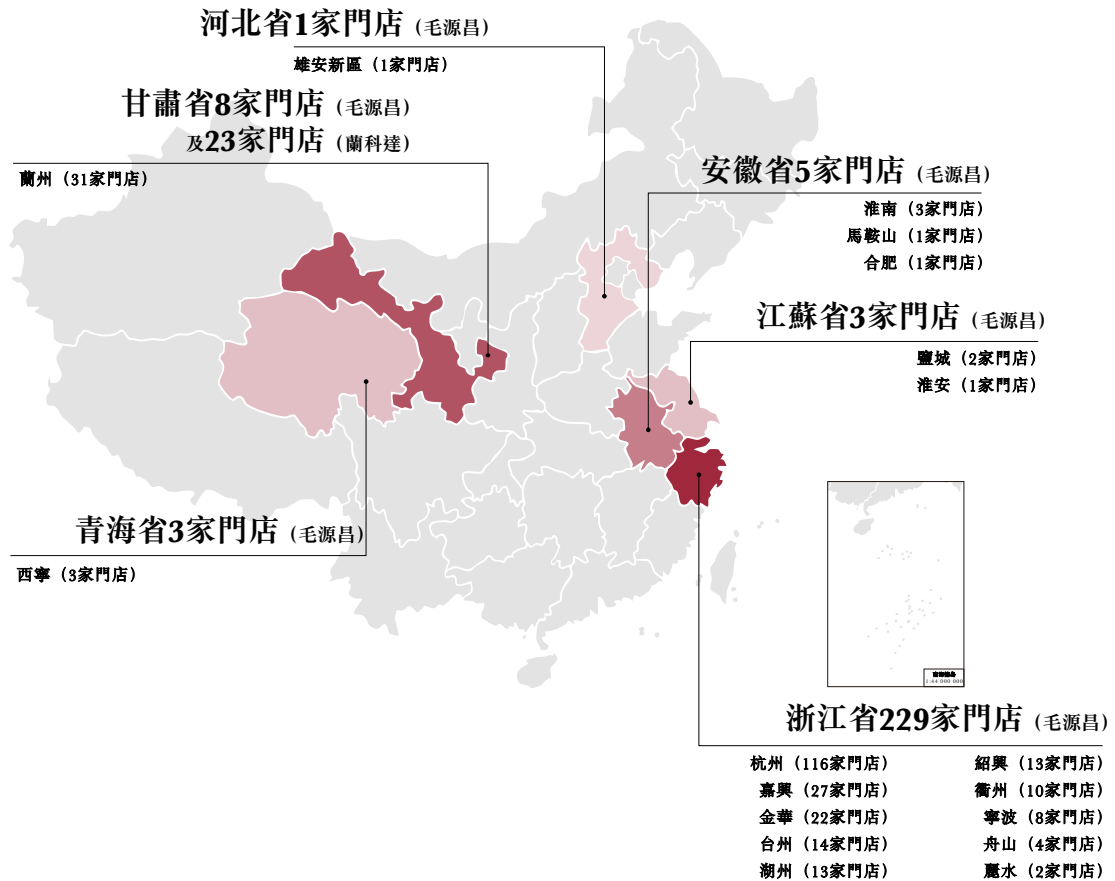 河北省1家門店 (毛源昌)
雄安新區 (1家門店)
甘肅省8家門店 (毛源昌)
及23家門店 (蘭科達)
蘭州 (31家門店)
安徽省5家門店 (毛源昌)
淮南 (3家門店)
馬鞍山 (1家門店)
合肥 (1家門店)
江蘇省3家門店 (毛源昌)
鹽城 (2家門店)
淮安 (1家門店)
青海省3家門店 (毛源昌)
西寧 (3家門店)
南海諸島
1:44 000 000
浙江省229家門店 (毛源昌)
杭州 (116家門店) 紹興 (13家門店)
嘉興 (27家門店) 衢州 (10家門店)
金華 (22家門店) 寧波 (8家門店)
台州 (14家門店) 舟山 (4家門店)
湖州 (13家門店) 麗水 (2家門店)